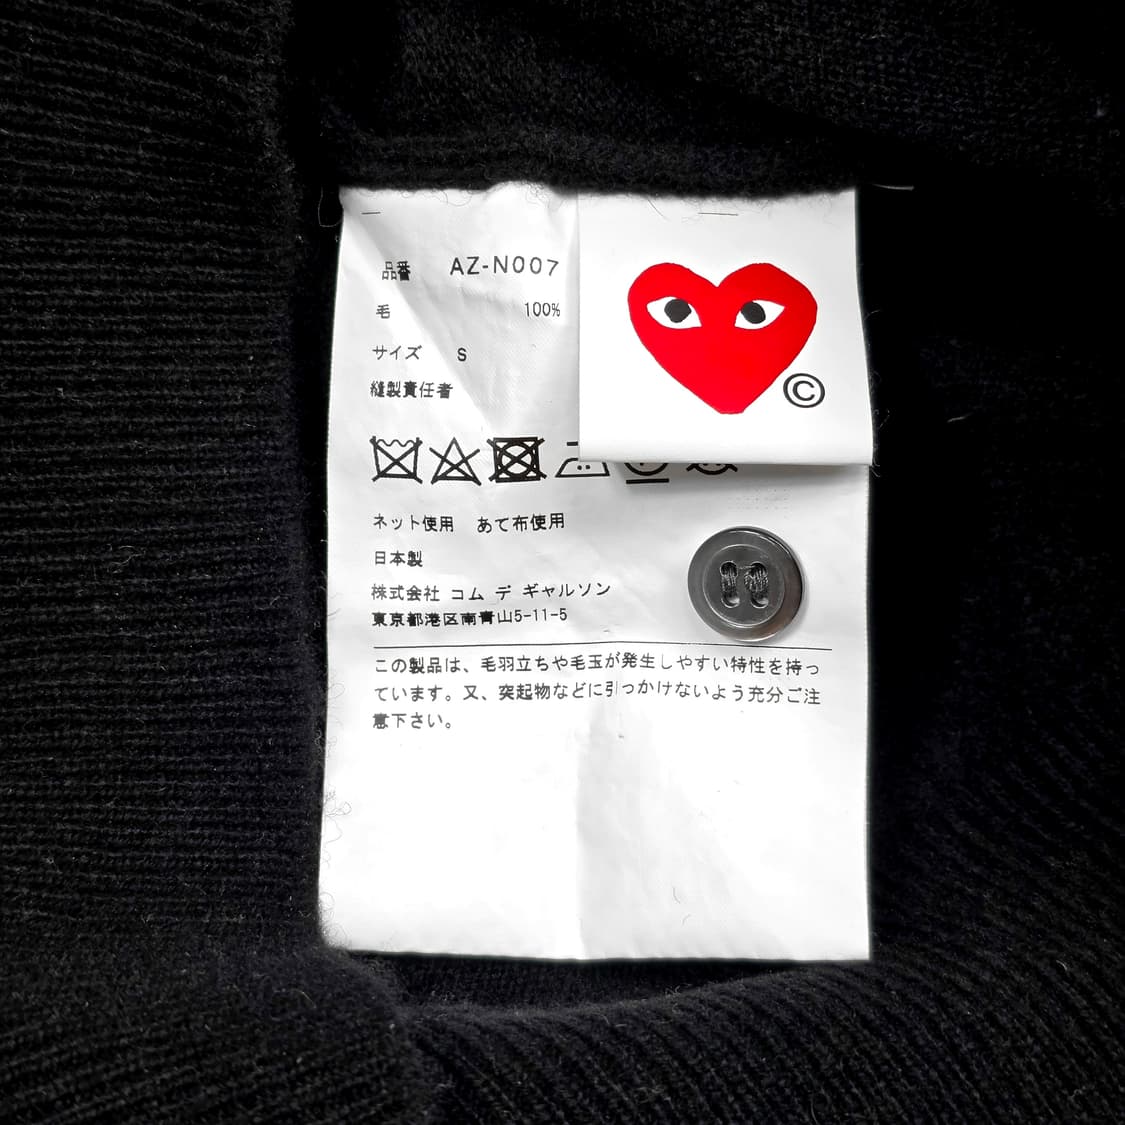 品番 AZ-N007
毛 100%
サイズ S
縫製責任者
©
ネット使用 あて布使用
日本製
株式会社 コム デ ギャルソン
東京都港区南青山5-11-5
この製品は、毛羽立ちや毛玉が発生しやすい特性を持っ
ています。又、突起物などに引っかけないよう充分ご注
意下さい。